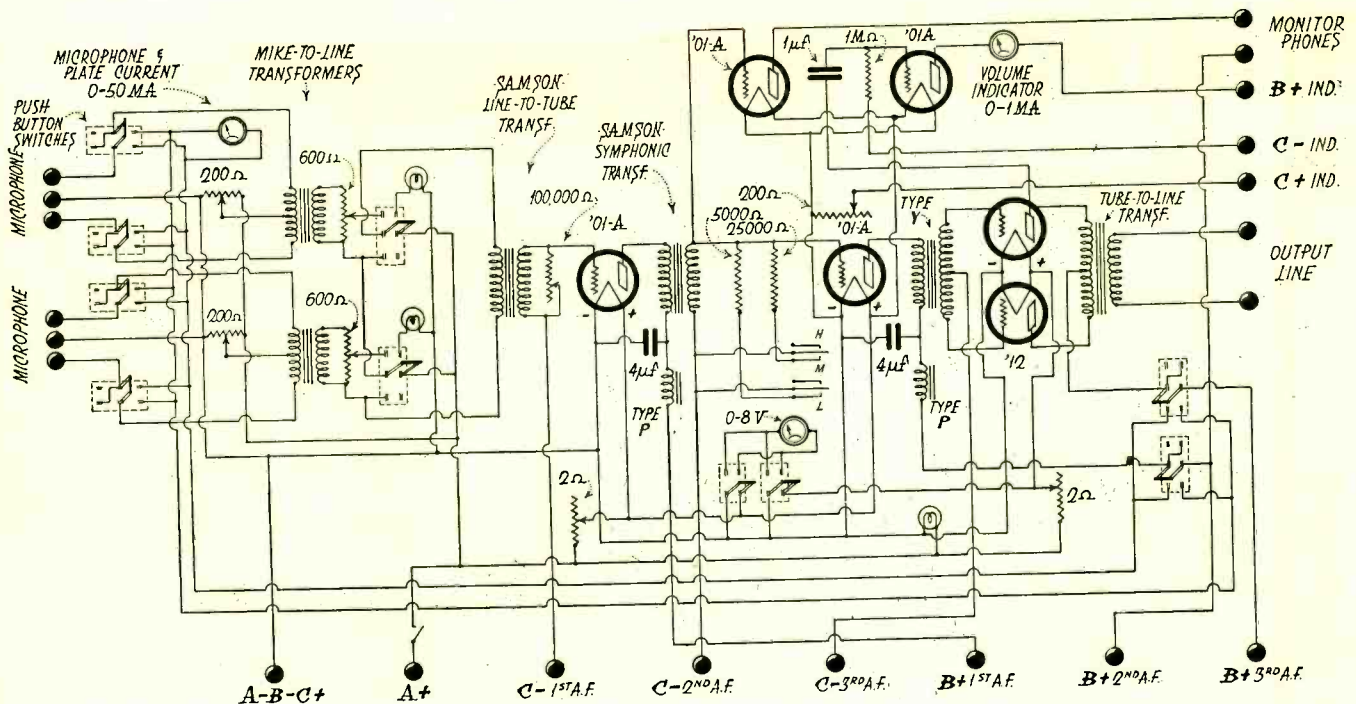 MICROPHONE &
PLATE CURRENT
0-50 MA.
MIKE-TO-LINE
TRANSFORMERS
PUSH
BUTTON
SWITCHES
MICROPHONE
MICROPHONE
200Ω
200Ω
600Ω
600Ω
SAMSON
LINE-TO-TUBE
TRANSF.
100,000Ω
'01-A
-
+
4µf
TYPE
P
SAMSON
SYMPHONIC
TRANSF.
'01-A
1µf
1MΩ
'01-A
VOLUME
INDICATOR
0-1MA
200Ω
5000Ω
25000Ω
'01-A
-
+
H
M
L
4µf
TYPE
P
0-8 V
TYPE
-
+
'12
TUBE-TO-LINE
TRANSF.
2Ω
2Ω
MONITOR
PHONES
B+ IND.
C- IND.
C+ IND.
OUTPUT
LINE
A-B-C+
A+
C-1ST A.F.
C-2ND A.F.
C-3RD A.F.
B+1ST A.F.
B+2ND A.F.
B+3RD A.F.